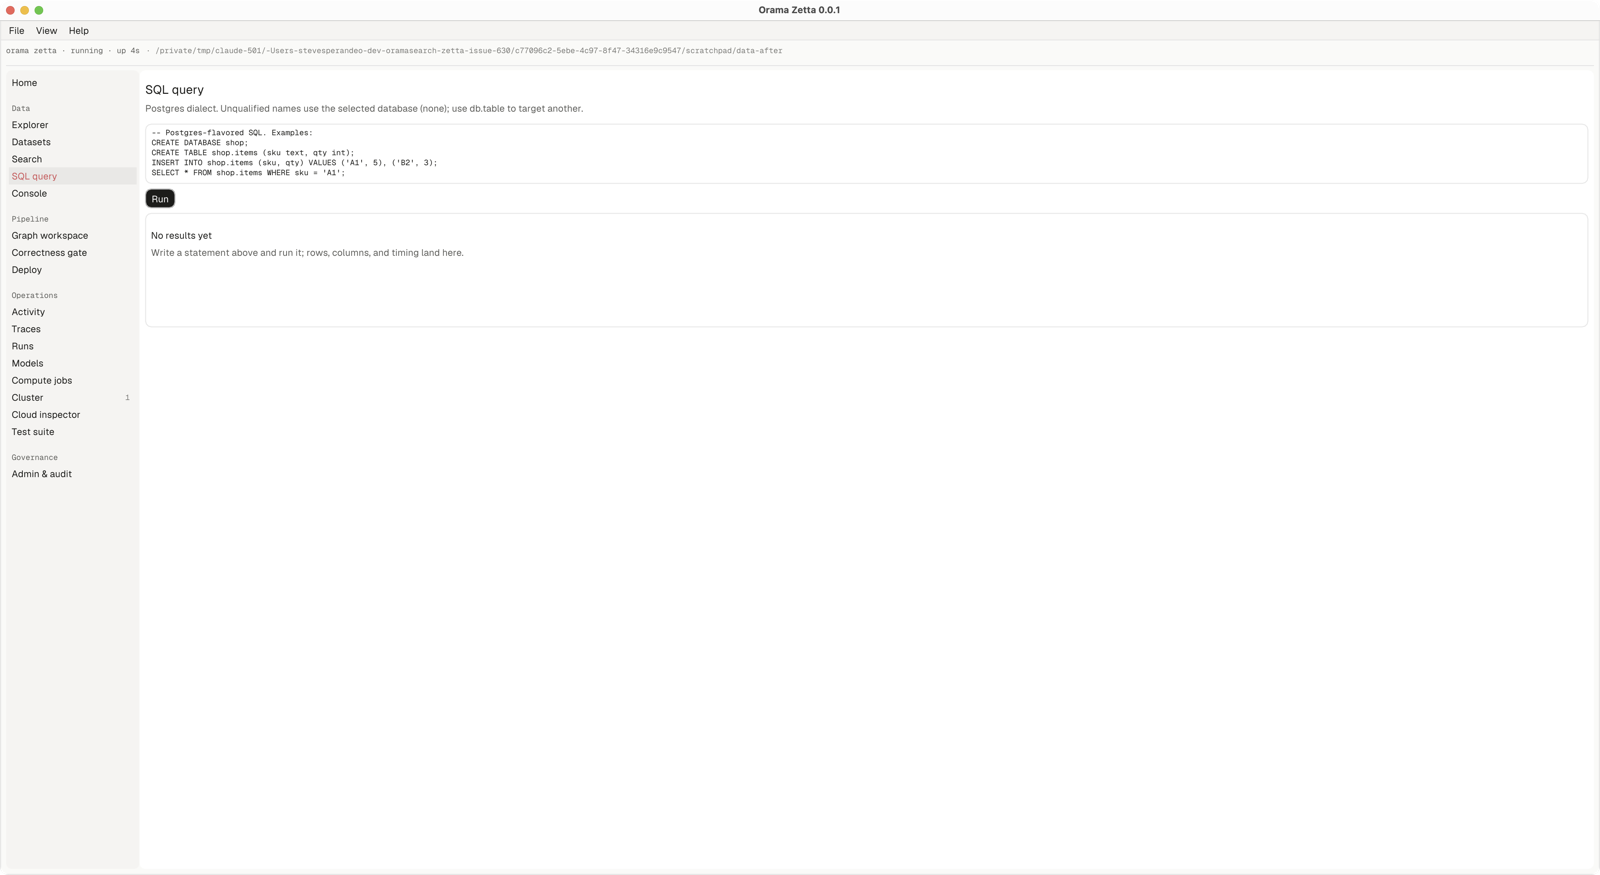 Orama Zetta 0.0.1
File View Help
orama zetta · running · up 4s · /private/tmp/claude-501/-Users-stevesperandeo-dev-oramasearch-zetta-issue-630/c77096c2-5ebe-4c97-8f47-34316e9c9547/scratchpad/data-after
Home
Data
Explorer
Datasets
Search
SQL query
Console
Pipeline
Graph workspace
Correctness gate
Deploy
Operations
Activity
Traces
Runs
Models
Compute jobs
Cluster 1
Cloud inspector
Test suite
Governance
Admin & audit
SQL query
Postgres dialect. Unqualified names use the selected database (none); use db.table to target another.
-- Postgres-flavored SQL. Examples:
CREATE DATABASE shop;
CREATE TABLE shop.items (sku text, qty int);
INSERT INTO shop.items (sku, qty) VALUES ('A1', 5), ('B2', 3);
SELECT * FROM shop.items WHERE sku = 'A1';
Run
No results yet
Write a statement above and run it; rows, columns, and timing land here.